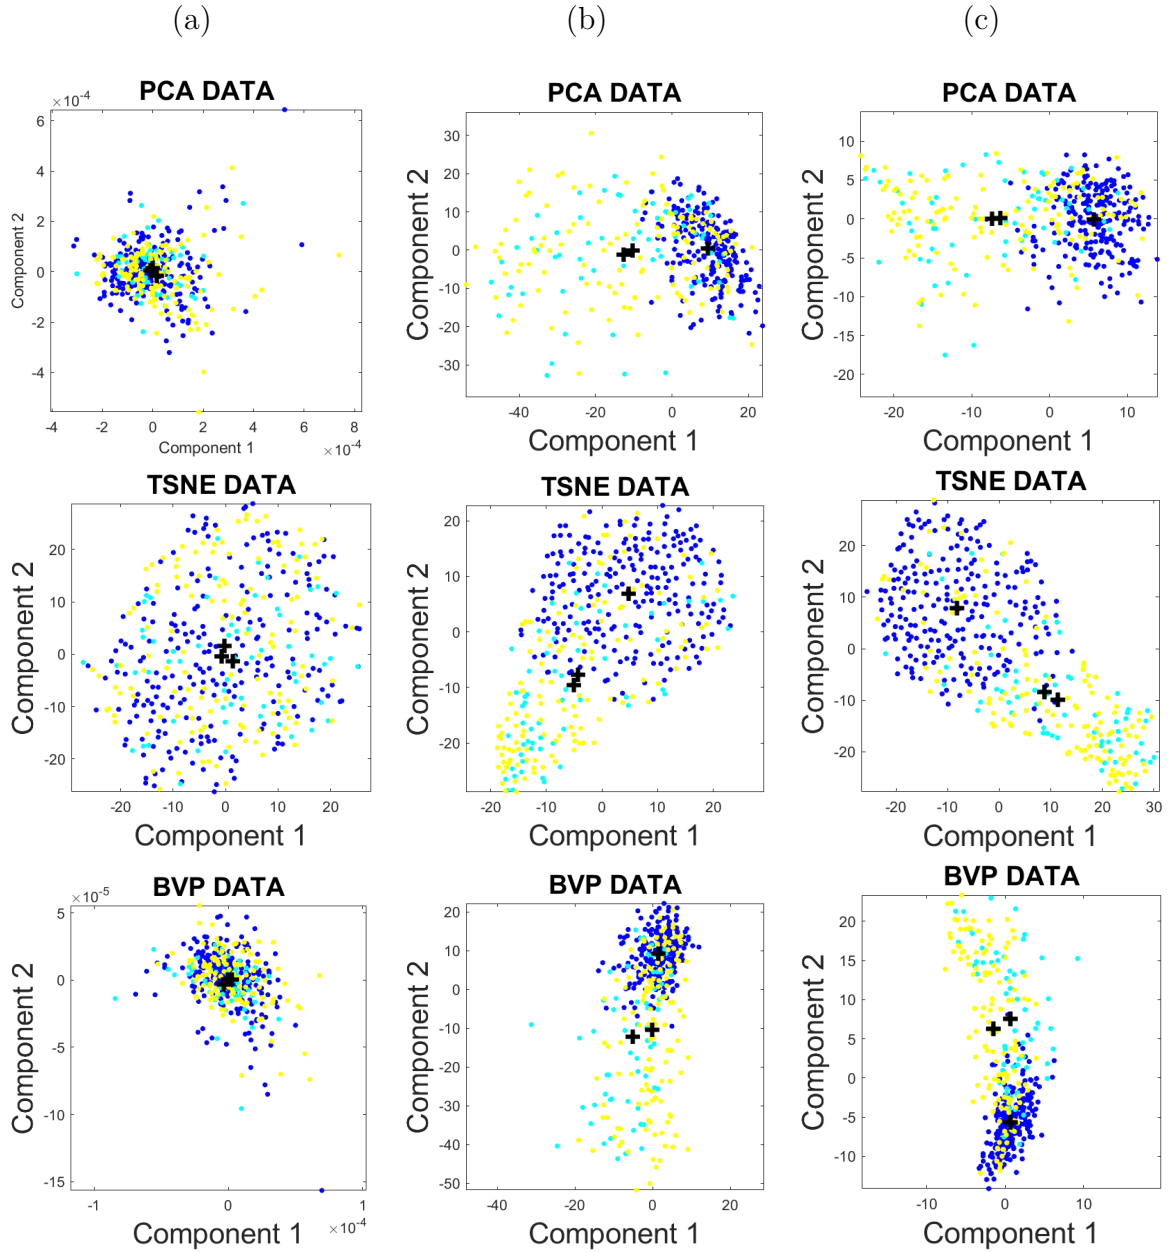 (a) (b) (c)
PCA DATA PCA DATA PCA DATA
×10⁻⁴
6
4
2
0
-2
-4
Component 2
-4 -2 0 2 4 6 8
Component 1 ×10⁻⁴
30
20
10
0
-10
-20
-30
Component 2
-40 -20 0 20
Component 1
10
5
0
-5
-10
-15
-20
Component 2
-20 -10 0 10
Component 1
TSNE DATA TSNE DATA TSNE DATA
20
10
0
-10
-20
Component 2
-20 -10 0 10 20
Component 1
20
10
0
-10
-20
Component 2
-20 -10 0 10 20
Component 1
20
10
0
-10
-20
Component 2
-20 -10 0 10 20 30
Component 1
BVP DATA BVP DATA BVP DATA
×10⁻⁵
5
0
-5
-10
-15
Component 2
-1 0 1
Component 1 ×10⁻⁴
20
10
0
-10
-20
-30
-40
-50
Component 2
-40 -20 0 20
Component 1
20
15
10
5
0
-5
-10
Component 2
-10 0 10
Component 1